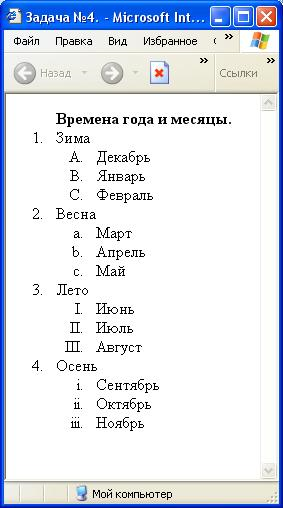 Задача №4. - Microsoft Int...
Файл Правка Вид Избранное С »
Назад » Ссылки »
Времена года и месяцы.
1. Зима
A. Декабрь
B. Январь
C. Февраль
2. Весна
a. Март
b. Апрель
c. Май
3. Лето
I. Июнь
II. Июль
III. Август
4. Осень
i. Сентябрь
ii. Октябрь
iii. Ноябрь
Мой компьютер